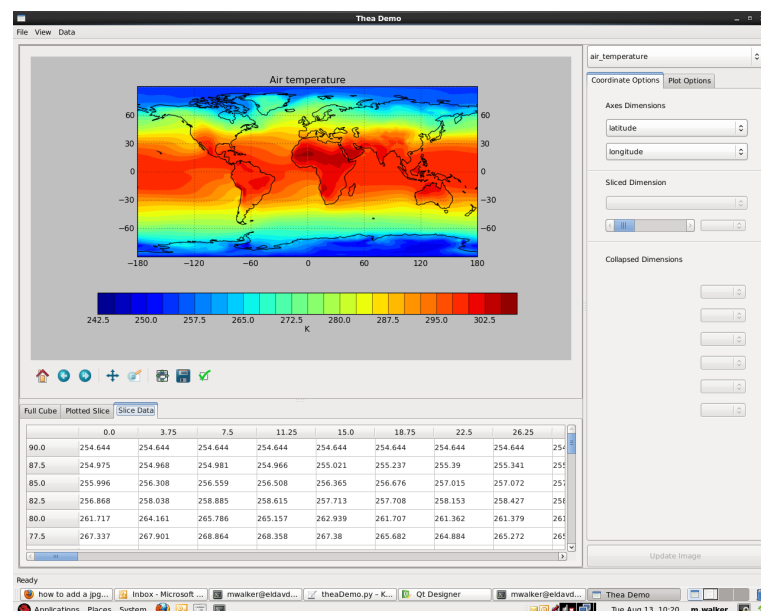 Thea Demo
File View Data
air_temperature
Coordinate Options Plot Options
Axes Dimensions
latitude
longitude
Sliced Dimension
Collapsed Dimensions
Update Image
Air temperature
60 60
30 30
0 0
−30 −30
−60 −60
−180 −120 −60 0 60 120 180
242.5 250.0 257.5 265.0 272.5 280.0 287.5 295.0 302.5
K
Full Cube Plotted Slice Slice Data
0.0 3.75 7.5 11.25 15.0 18.75 22.5 26.25
90.0 254.644 254.644 254.644 254.644 254.644 254.644 254.644 254.644 254
87.5 254.975 254.968 254.981 254.966 255.021 255.237 255.39 255.341 255
85.0 255.996 256.308 256.559 256.508 256.365 256.676 257.015 257.072 257
82.5 256.868 258.038 258.885 258.615 257.713 257.708 258.153 258.427 258
80.0 261.717 264.161 265.786 265.157 262.939 261.707 261.362 261.379 261
77.5 267.337 267.901 268.864 268.358 267.38 265.682 264.884 265.272 265
Ready
how to add a jpg... Inbox - Microsoft ... mwalker@eldavd... theaDemo.py – K... Qt Designer mwalker@eldavd... Thea Demo
Applications Places System Tue Aug 13, 10:20 m.walker